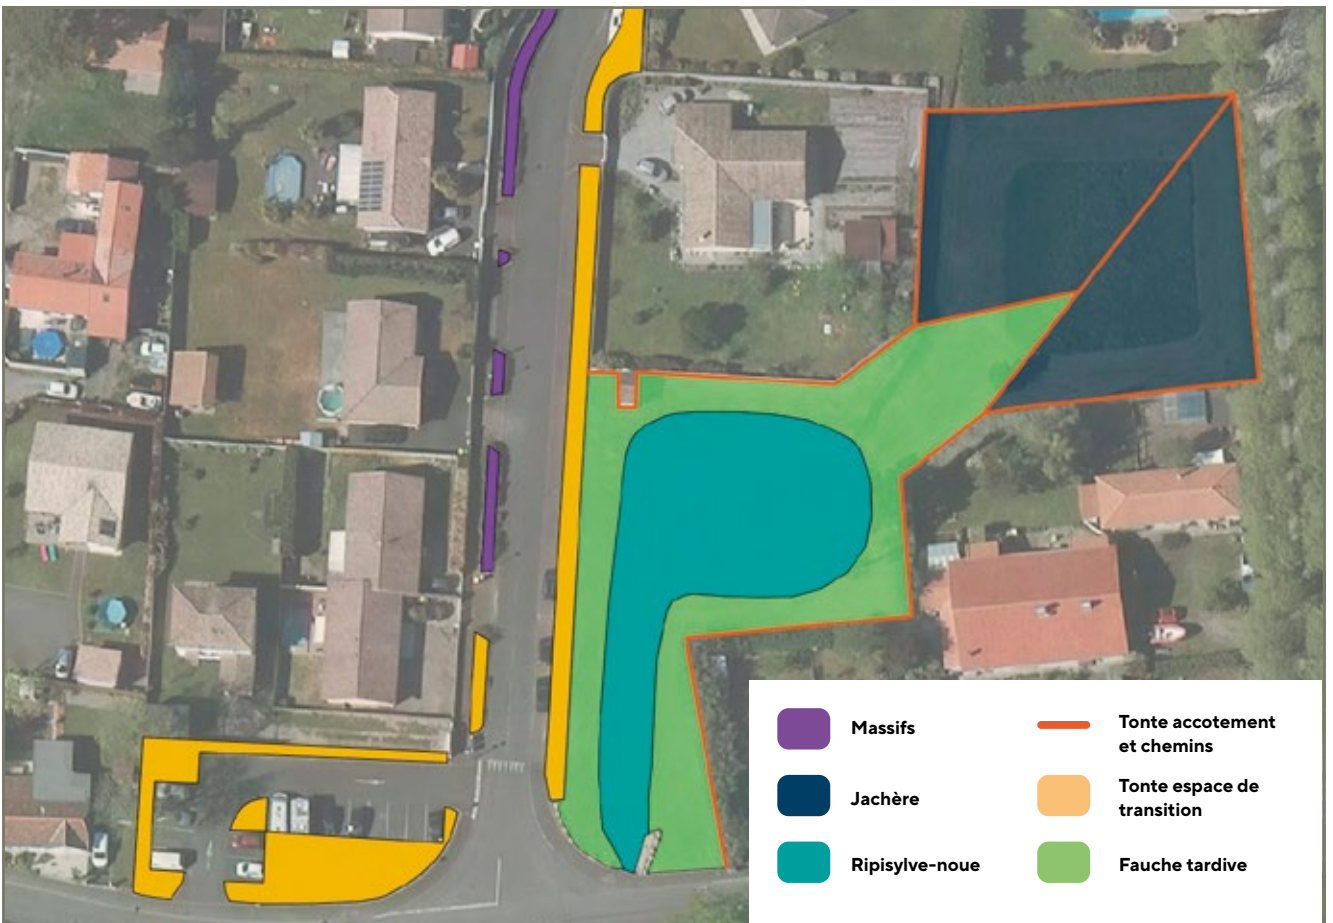 Massifs
Jachère
Ripisylve-noue
Tonte accotement
et chemins
Tonte espace de
transition
Fauche tardive